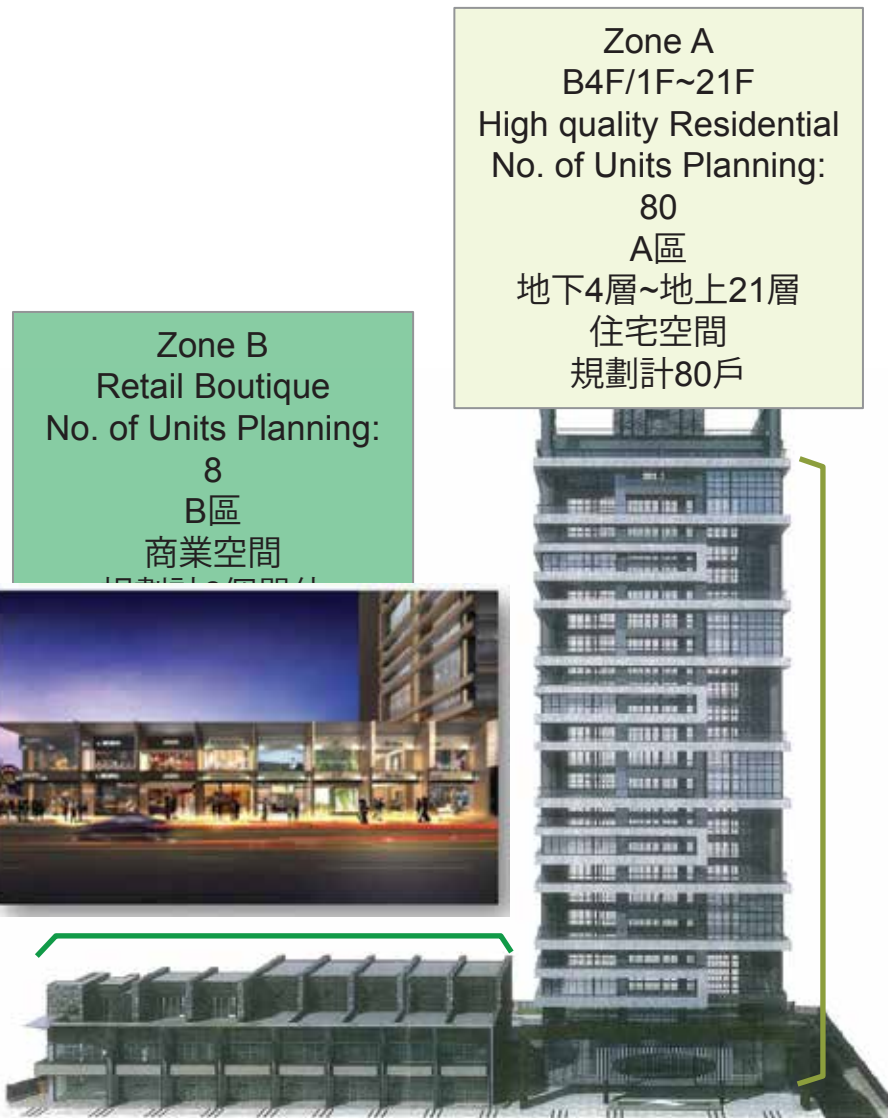 Zone A
B4F/1F~21F
High quality Residential
No. of Units Planning:
80
A區
地下4層~地上21層
住宅空間
規劃計80戶
Zone B
Retail Boutique
No. of Units Planning:
8
B區
商業空間